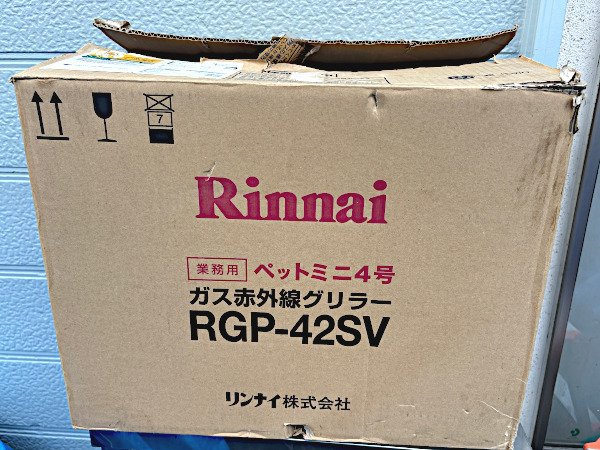 7
Rinnai
業務用 ペットミニ4号
ガス赤外線グリラー
RGP-42SV
リンナイ株式会社